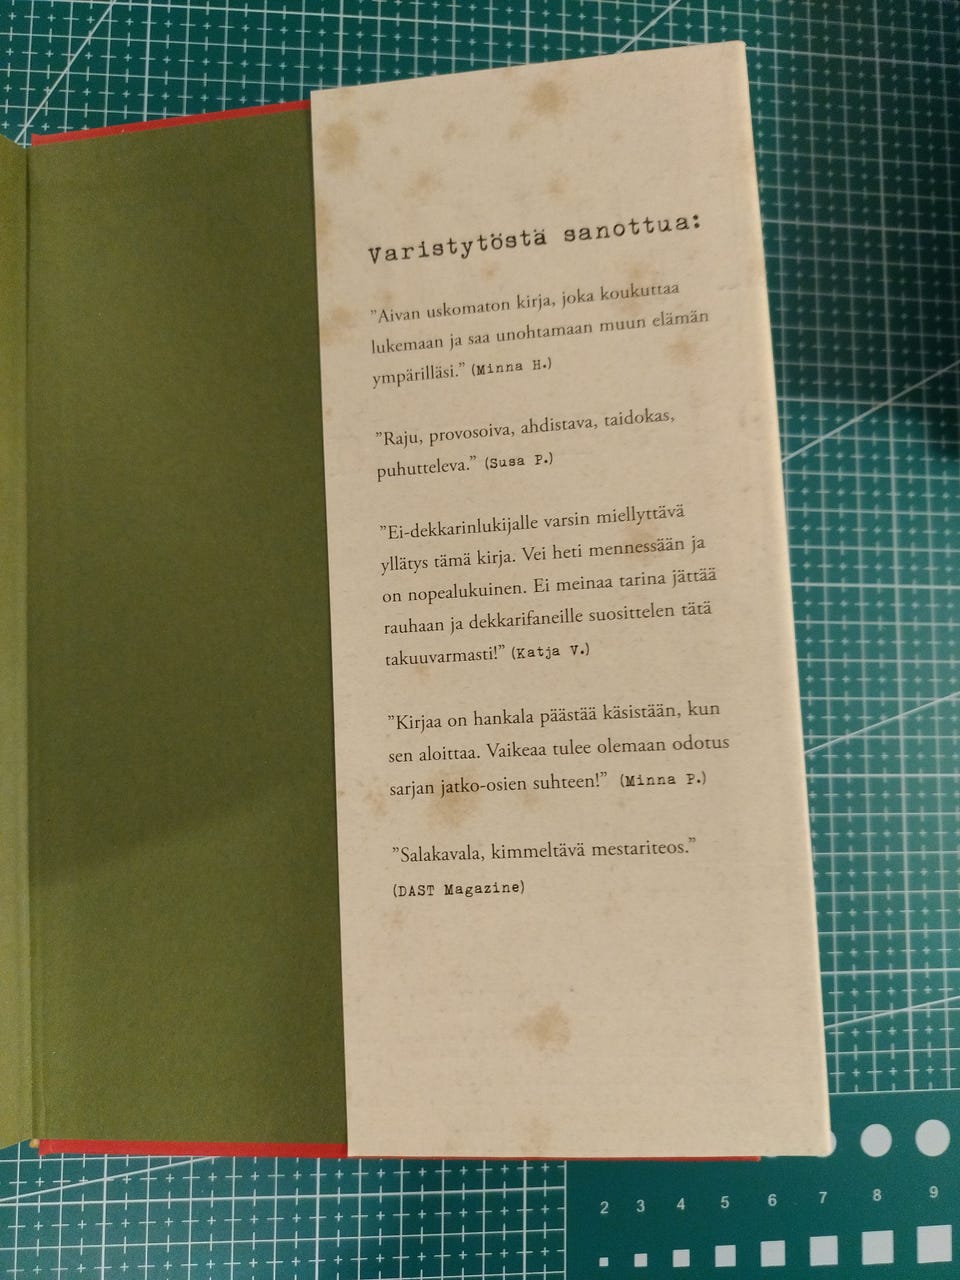 Varistytöstä sanottua:
”Aivan uskomaton kirja, joka koukuttaa
lukemaan ja saa unohtamaan muun elämän
ympärilläsi.” (Minna H.)
”Raju, provosoiva, ahdistava, taidokas,
puhutteleva.” (Susa P.)
”Ei-dekkarinlukijalle varsin miellyttävä
yllätys tämä kirja. Vei heti mennessään ja
on nopealukuinen. Ei meinaa tarina jättää
rauhaan ja dekkarifaneille suosittelen tätä
takuuvarmasti!” (Katja V.)
”Kirjaa on hankala päästää käsistään, kun
sen aloittaa. Vaikeaa tulee olemaan odotus
sarjan jatko-osien suhteen!” (Minna P.)
”Salakavala, kimmeltävä mestariteos.”
(DAST Magazine)
2 3 4 5 6 7 8 9